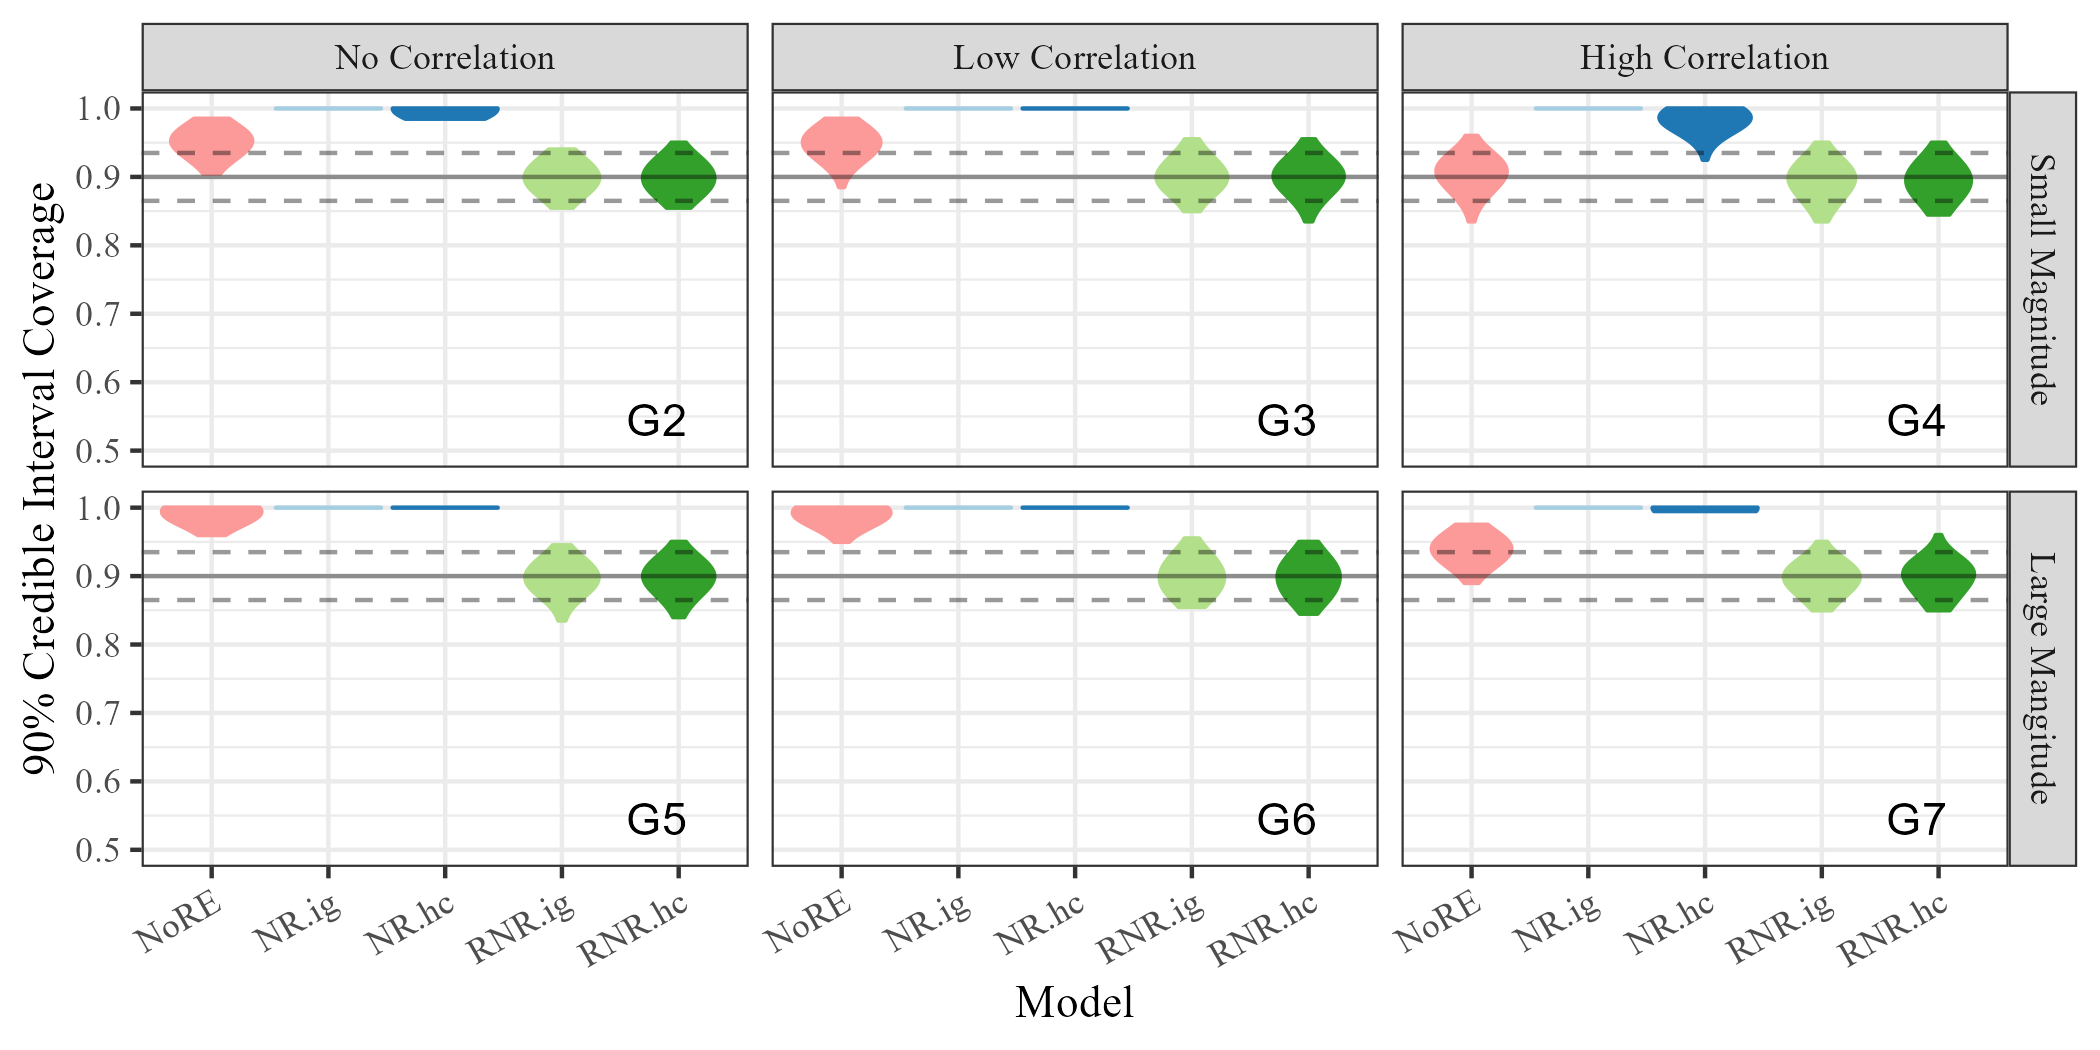 No Correlation
Low Correlation
High Correlation
90% Credible Interval Coverage
1.0
0.9
0.8
0.7
0.6
0.5
G2
G3
G4
Small Magnitude
1.0
0.9
0.8
0.7
0.6
0.5
G5
G6
G7
Large Mangitude
NoRE
NR.ig
NR.hc
RNR.ig
RNR.hc
NoRE
NR.ig
NR.hc
RNR.ig
RNR.hc
NoRE
NR.ig
NR.hc
RNR.ig
RNR.hc
Model